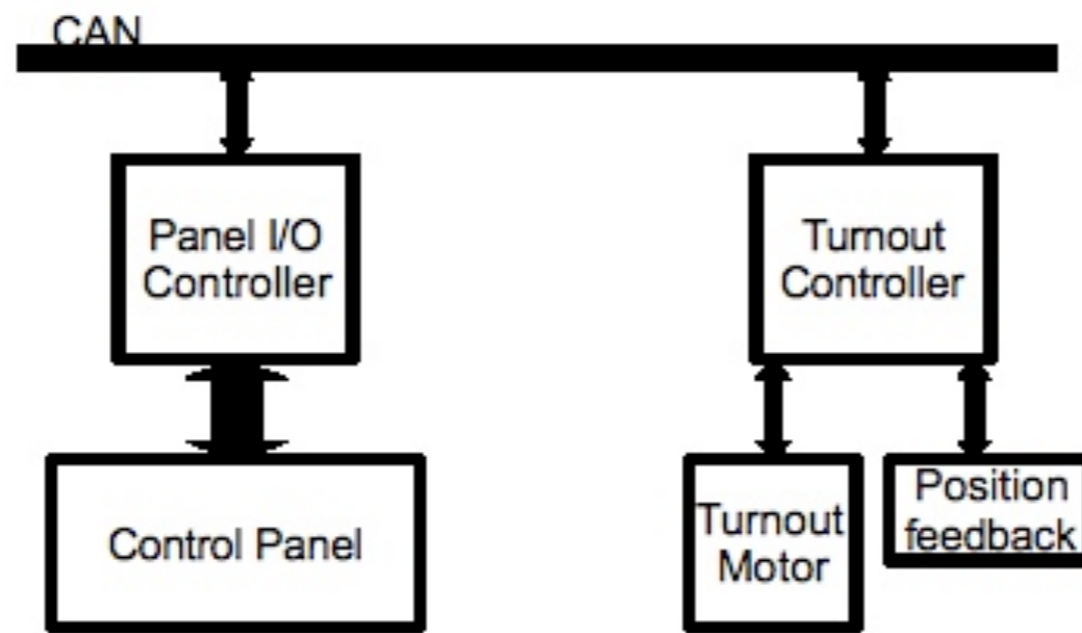 CAN
Panel I/O
Controller
Turnout
Controller
Control Panel
Turnout
Motor
Position
feedback